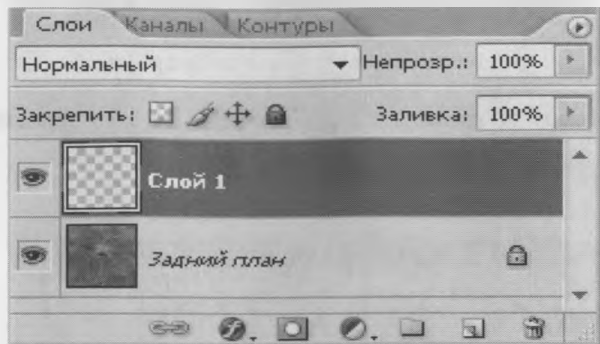 Слои Каналы Контуры
Нормальный Непрозр.: 100%
Закрепить: Заливка: 100%
Слой 1
Задний план